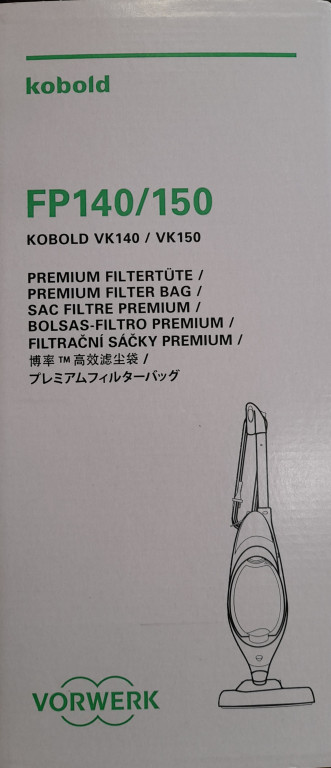 kobold
FP140/150
KOBOLD VK140 / VK150
PREMIUM FILTERTÜTE /
PREMIUM FILTER BAG /
SAC FILTRE PREMIUM /
BOLSAS-FILTRO PREMIUM /
FILTRAČNÍ SÁČKY PREMIUM /
博率™高效滤尘袋 /
プレミアムフィルターバッグ
VORWERK